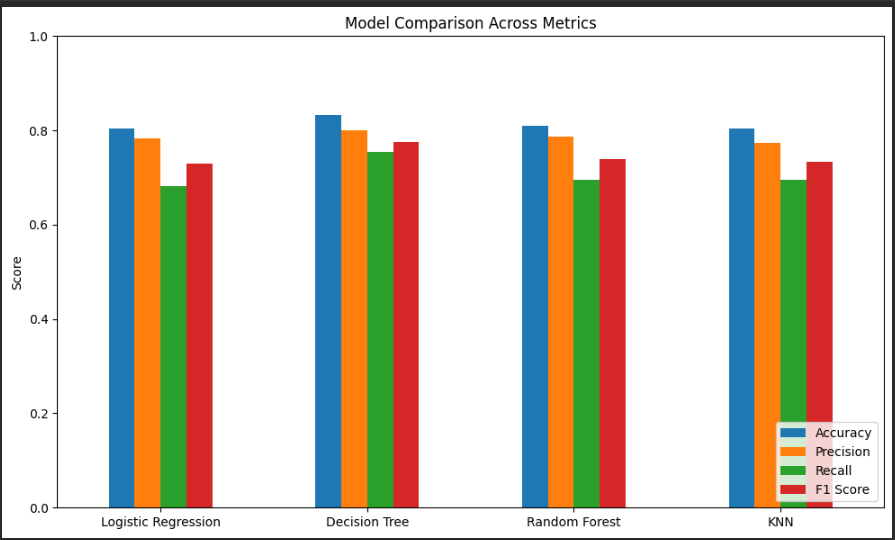 Model Comparison Across Metrics
1.0
0.8
0.6
0.4
0.2
0.0
Score
Logistic Regression
Decision Tree
Random Forest
KNN
Accuracy
Precision
Recall
F1 Score